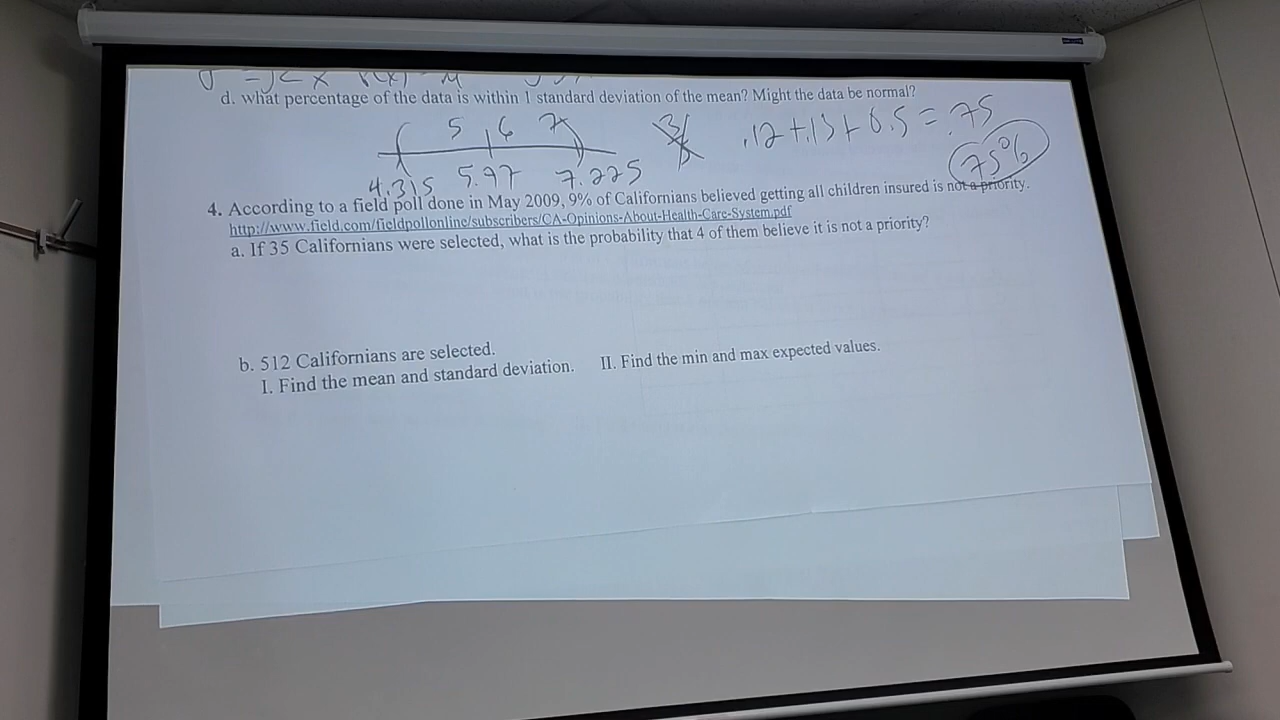 d. what percentage of the data is within 1 standard deviation of the mean? Might the data be normal?
5 6 7
.12 + .13 + 0.5 = .75
75%
4.315 5.97 7.225
4. According to a field poll done in May 2009, 9% of Californians believed getting all children insured is not a priority.
http://www.field.com/fieldpollonline/subscribers/CA-Opinions-About-Health-Care-System.pdf
a. If 35 Californians were selected, what is the probability that 4 of them believe it is not a priority?
b. 512 Californians are selected.
I. Find the mean and standard deviation. II. Find the min and max expected values.